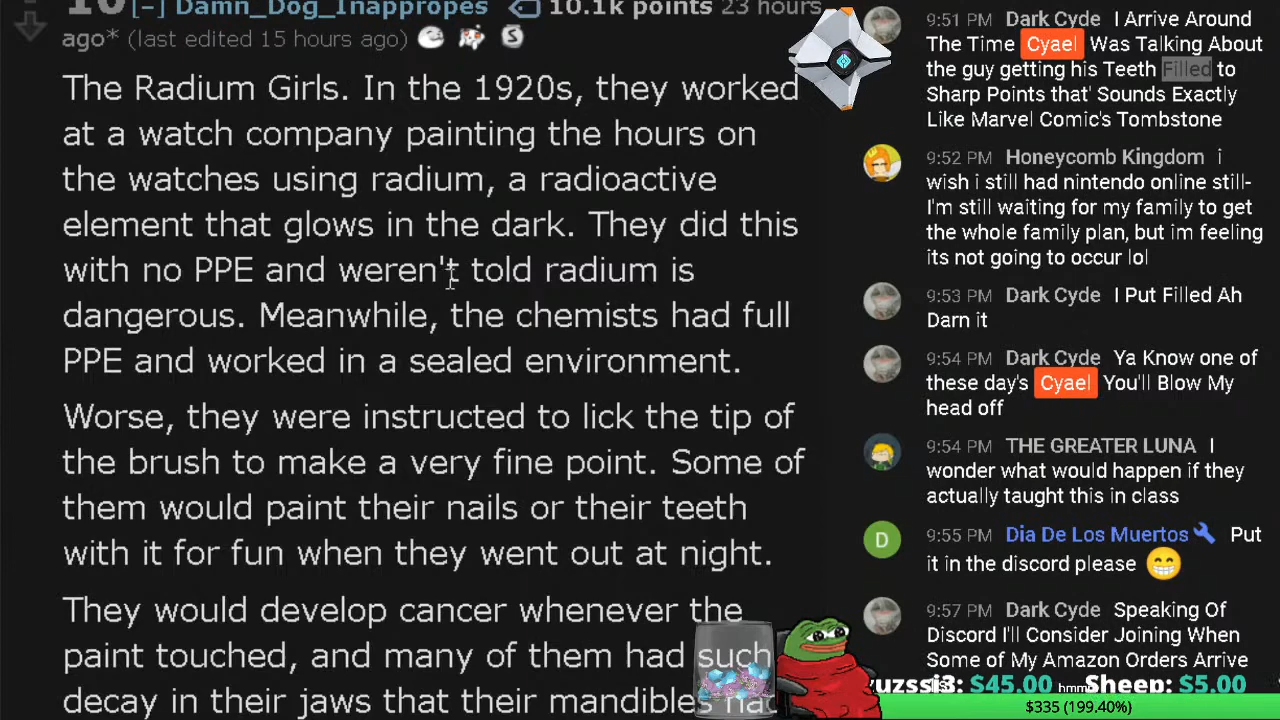 [–] Damn_Dog_Inappropes 10.1k points 23 hours
ago* (last edited 15 hours ago)
The Radium Girls. In the 1920s, they worked
at a watch company painting the hours on
the watches using radium, a radioactive
element that glows in the dark. They did this
with no PPE and weren't told radium is
dangerous. Meanwhile, the chemists had full
PPE and worked in a sealed environment.
Worse, they were instructed to lick the tip of
the brush to make a very fine point. Some of
them would paint their nails or their teeth
with it for fun when they went out at night.
They would develop cancer whenever the
paint touched, and many of them had such
decay in their jaws that their mandibles had
9:51 PM Dark Cyde I Arrive Around
The Time Cyael Was Talking About
the guy getting his Teeth Filled to
Sharp Points that' Sounds Exactly
Like Marvel Comic's Tombstone
9:52 PM Honeycomb Kingdom i
wish i still had nintendo online still-
I'm still waiting for my family to get
the whole family plan, but im feeling
its not going to occur lol
9:53 PM Dark Cyde I Put Filled Ah
Darn it
9:54 PM Dark Cyde Ya Know one of
these day's Cyael You'll Blow My
head off
9:54 PM THE GREATER LUNA I
wonder what would happen if they
actually taught this in class
D
9:55 PM Dia De Los Muertos Put
it in the discord please
9:57 PM Dark Cyde Speaking Of
Discord I'll Consider Joining When
Some of My Amazon Orders Arrive
yuzssi3: $45.00 Sheep: $5.00
$335 (199.40%)